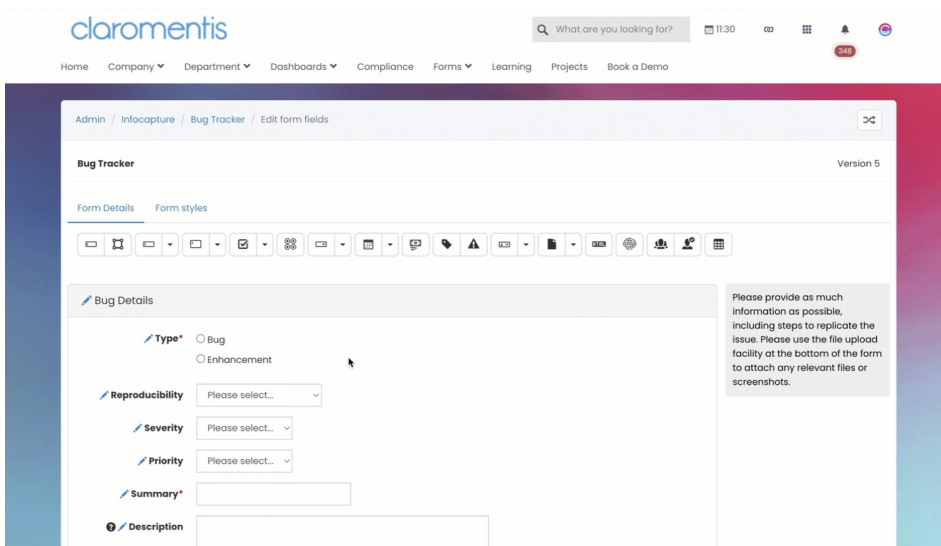 claromentis
What are you looking for?
11:30
348
Home Company Department Dashboards Compliance Forms Learning Projects Book a Demo
Admin / Infocapture / Bug Tracker / Edit form fields
Bug Tracker
Version 5
Form Details Form styles
HTML
Bug Details
Type*
Bug
Enhancement
Reproducibility
Please select...
Severity
Please select...
Priority
Please select...
Summary*
Description
Please provide as much
information as possible,
including steps to replicate the
issue. Please use the file upload
facility at the bottom of the form
to attach any relevant files or
screenshots.